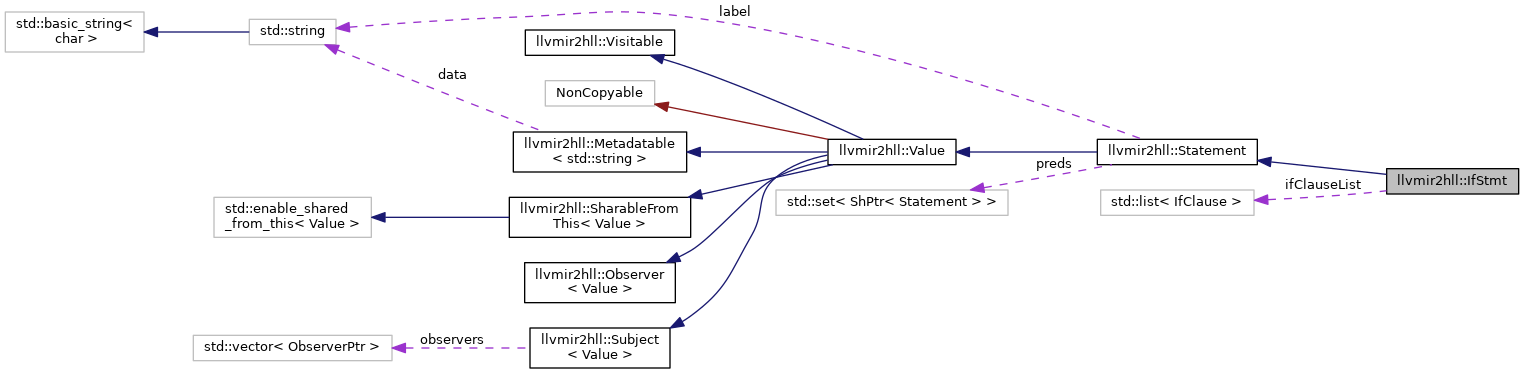 std::basic_string<
char >
std::string
label
data
llvmir2hll::Visitable
NonCopyable
llvmir2hll::Metadatable
< std::string >
llvmir2hll::Value
llvmir2hll::Statement
preds
ifClauseList
llvmir2hll::IfStmt
std::set< ShPtr< Statement > >
std::list< IfClause >
std::enable_shared
_from_this< Value >
llvmir2hll::SharableFrom
This< Value >
llvmir2hll::Observer
< Value >
std::vector< ObserverPtr >
observers
llvmir2hll::Subject
< Value >